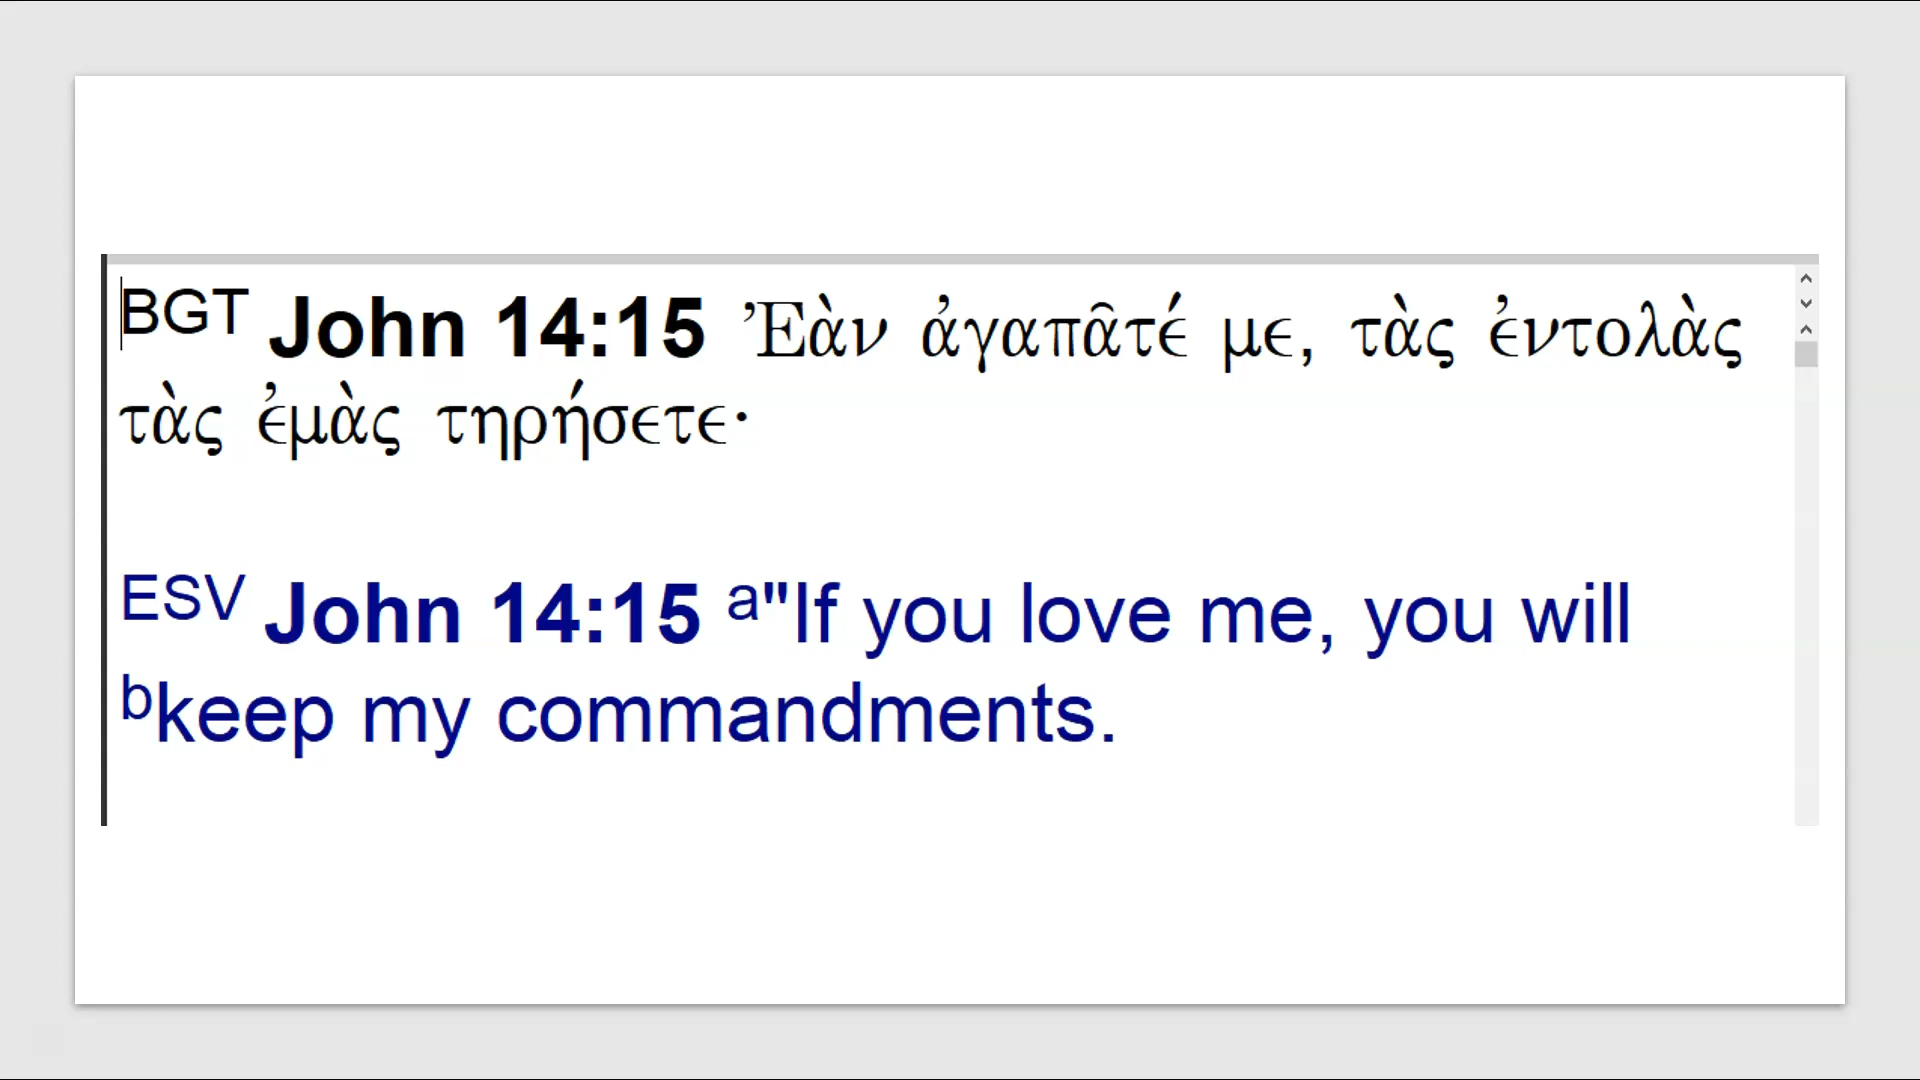 BGT John 14:15 Ἐὰν ἀγαπᾶτέ με, τὰς ἐντολὰς
τὰς ἐμὰς τηρήσετε·
ESV John 14:15 a"If you love me, you will
bkeep my commandments.